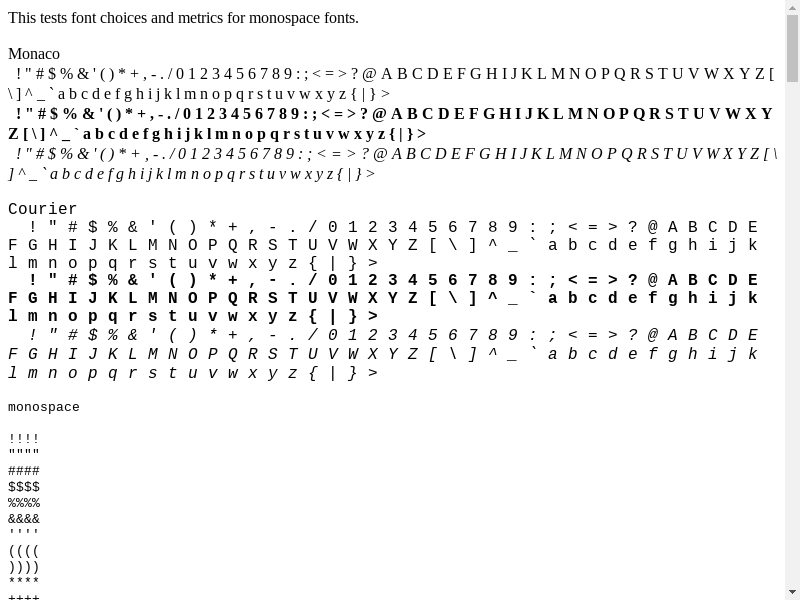 This tests font choices and metrics for monospace fonts.
Monaco
! " # $ % & ' ( ) * + , - . / 0 1 2 3 4 5 6 7 8 9 : ; < = > ? @ A B C D E F G H I J K L M N O P Q R S T U V W X Y Z [
\ ] ^ _ ` a b c d e f g h i j k l m n o p q r s t u v w x y z { | } >
! " # $ % & ' ( ) * + , - . / 0 1 2 3 4 5 6 7 8 9 : ; < = > ? @ A B C D E F G H I J K L M N O P Q R S T U V W X Y
Z [ \ ] ^ _ ` a b c d e f g h i j k l m n o p q r s t u v w x y z { | } >
! " # $ % & ' ( ) * + , - . / 0 1 2 3 4 5 6 7 8 9 : ; < = > ? @ A B C D E F G H I J K L M N O P Q R S T U V W X Y Z [ \
] ^ _ ` a b c d e f g h i j k l m n o p q r s t u v w x y z { | } >
Courier
! " # $ % & ' ( ) * + , - . / 0 1 2 3 4 5 6 7 8 9 : ; < = > ? @ A B C D E
F G H I J K L M N O P Q R S T U V W X Y Z [ \ ] ^ _ ` a b c d e f g h i j k
l m n o p q r s t u v w x y z { | } >
! " # $ % & ' ( ) * + , - . / 0 1 2 3 4 5 6 7 8 9 : ; < = > ? @ A B C D E
F G H I J K L M N O P Q R S T U V W X Y Z [ \ ] ^ _ ` a b c d e f g h i j k
l m n o p q r s t u v w x y z { | } >
! " # $ % & ' ( ) * + , - . / 0 1 2 3 4 5 6 7 8 9 : ; < = > ? @ A B C D E
F G H I J K L M N O P Q R S T U V W X Y Z [ \ ] ^ _ ` a b c d e f g h i j k
l m n o p q r s t u v w x y z { | } >
monospace
!!!!
""""
####
$$$$
%%%%
&&&&
''''
((((
))))
****
++++